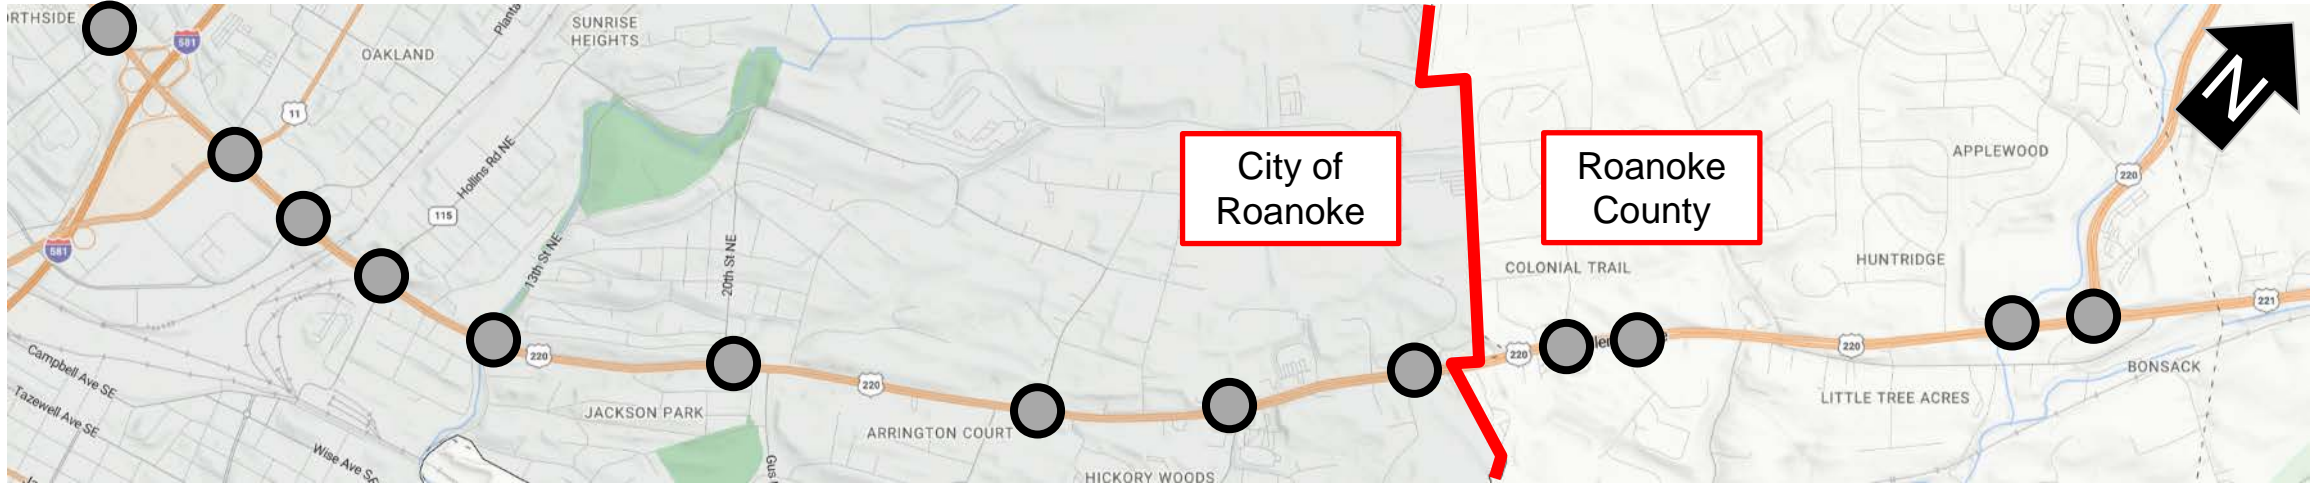 RTHSIDE
581
OAKLAND
Planta
SUNRISE
HEIGHTS
11
Hollins Rd NE
115
City of
Roanoke
Roanoke
County
N
APPLEWOOD
220
581
13th St NE
20th St NE
COLONIAL TRAIL
HUNTRIDGE
221
Campbell Ave SE
220
220
220
220
BONSACK
Tazewell Ave SE
JACKSON PARK
ARRINGTON COURT
LITTLE TREE ACRES
Wise Ave SE
Gus
HICKORY WOODS